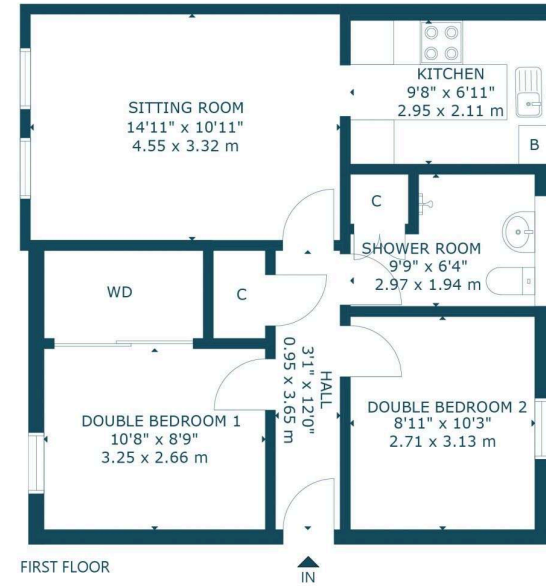 SITTING ROOM
14'11" x 10'11"
4.55 x 3.32 m
KITCHEN
9'8" x 6'11"
2.95 x 2.11 m
B
C
SHOWER ROOM
9'9" x 6'4"
2.97 x 1.94 m
WD
C
HALL
3'1" x 12'0"
0.95 x 3.65 m
DOUBLE BEDROOM 1
10'8" x 8'9"
3.25 x 2.66 m
DOUBLE BEDROOM 2
8'11" x 10'3"
2.71 x 3.13 m
FIRST FLOOR
IN